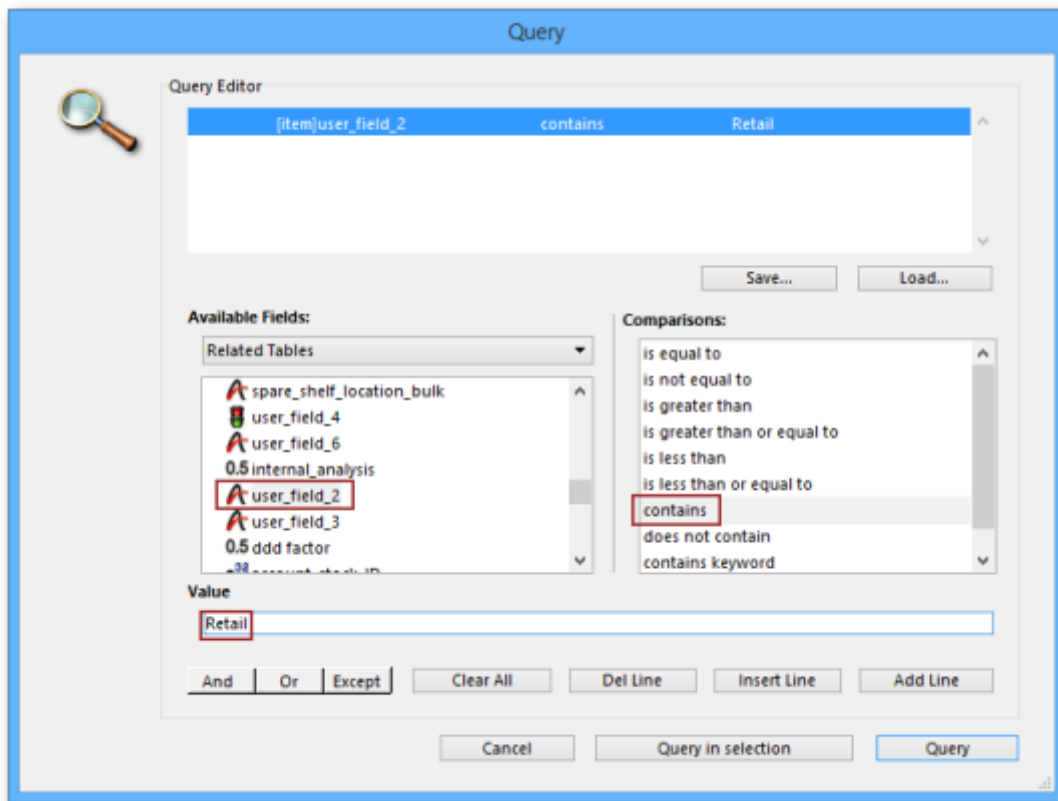 Query
Query Editor
[item]user_field_2 contains Retail
Save... Load...
Available Fields:
Related Tables
spare_shelf_location_bulk
user_field_4
user_field_6
0.5 internal_analysis
user_field_2
user_field_3
0.5 ddd factor
Comparisons:
is equal to
is not equal to
is greater than
is greater than or equal to
is less than
is less than or equal to
contains
does not contain
contains keyword
Value
Retail
And Or Except Clear All Del Line Insert Line Add Line
Cancel Query in selection Query